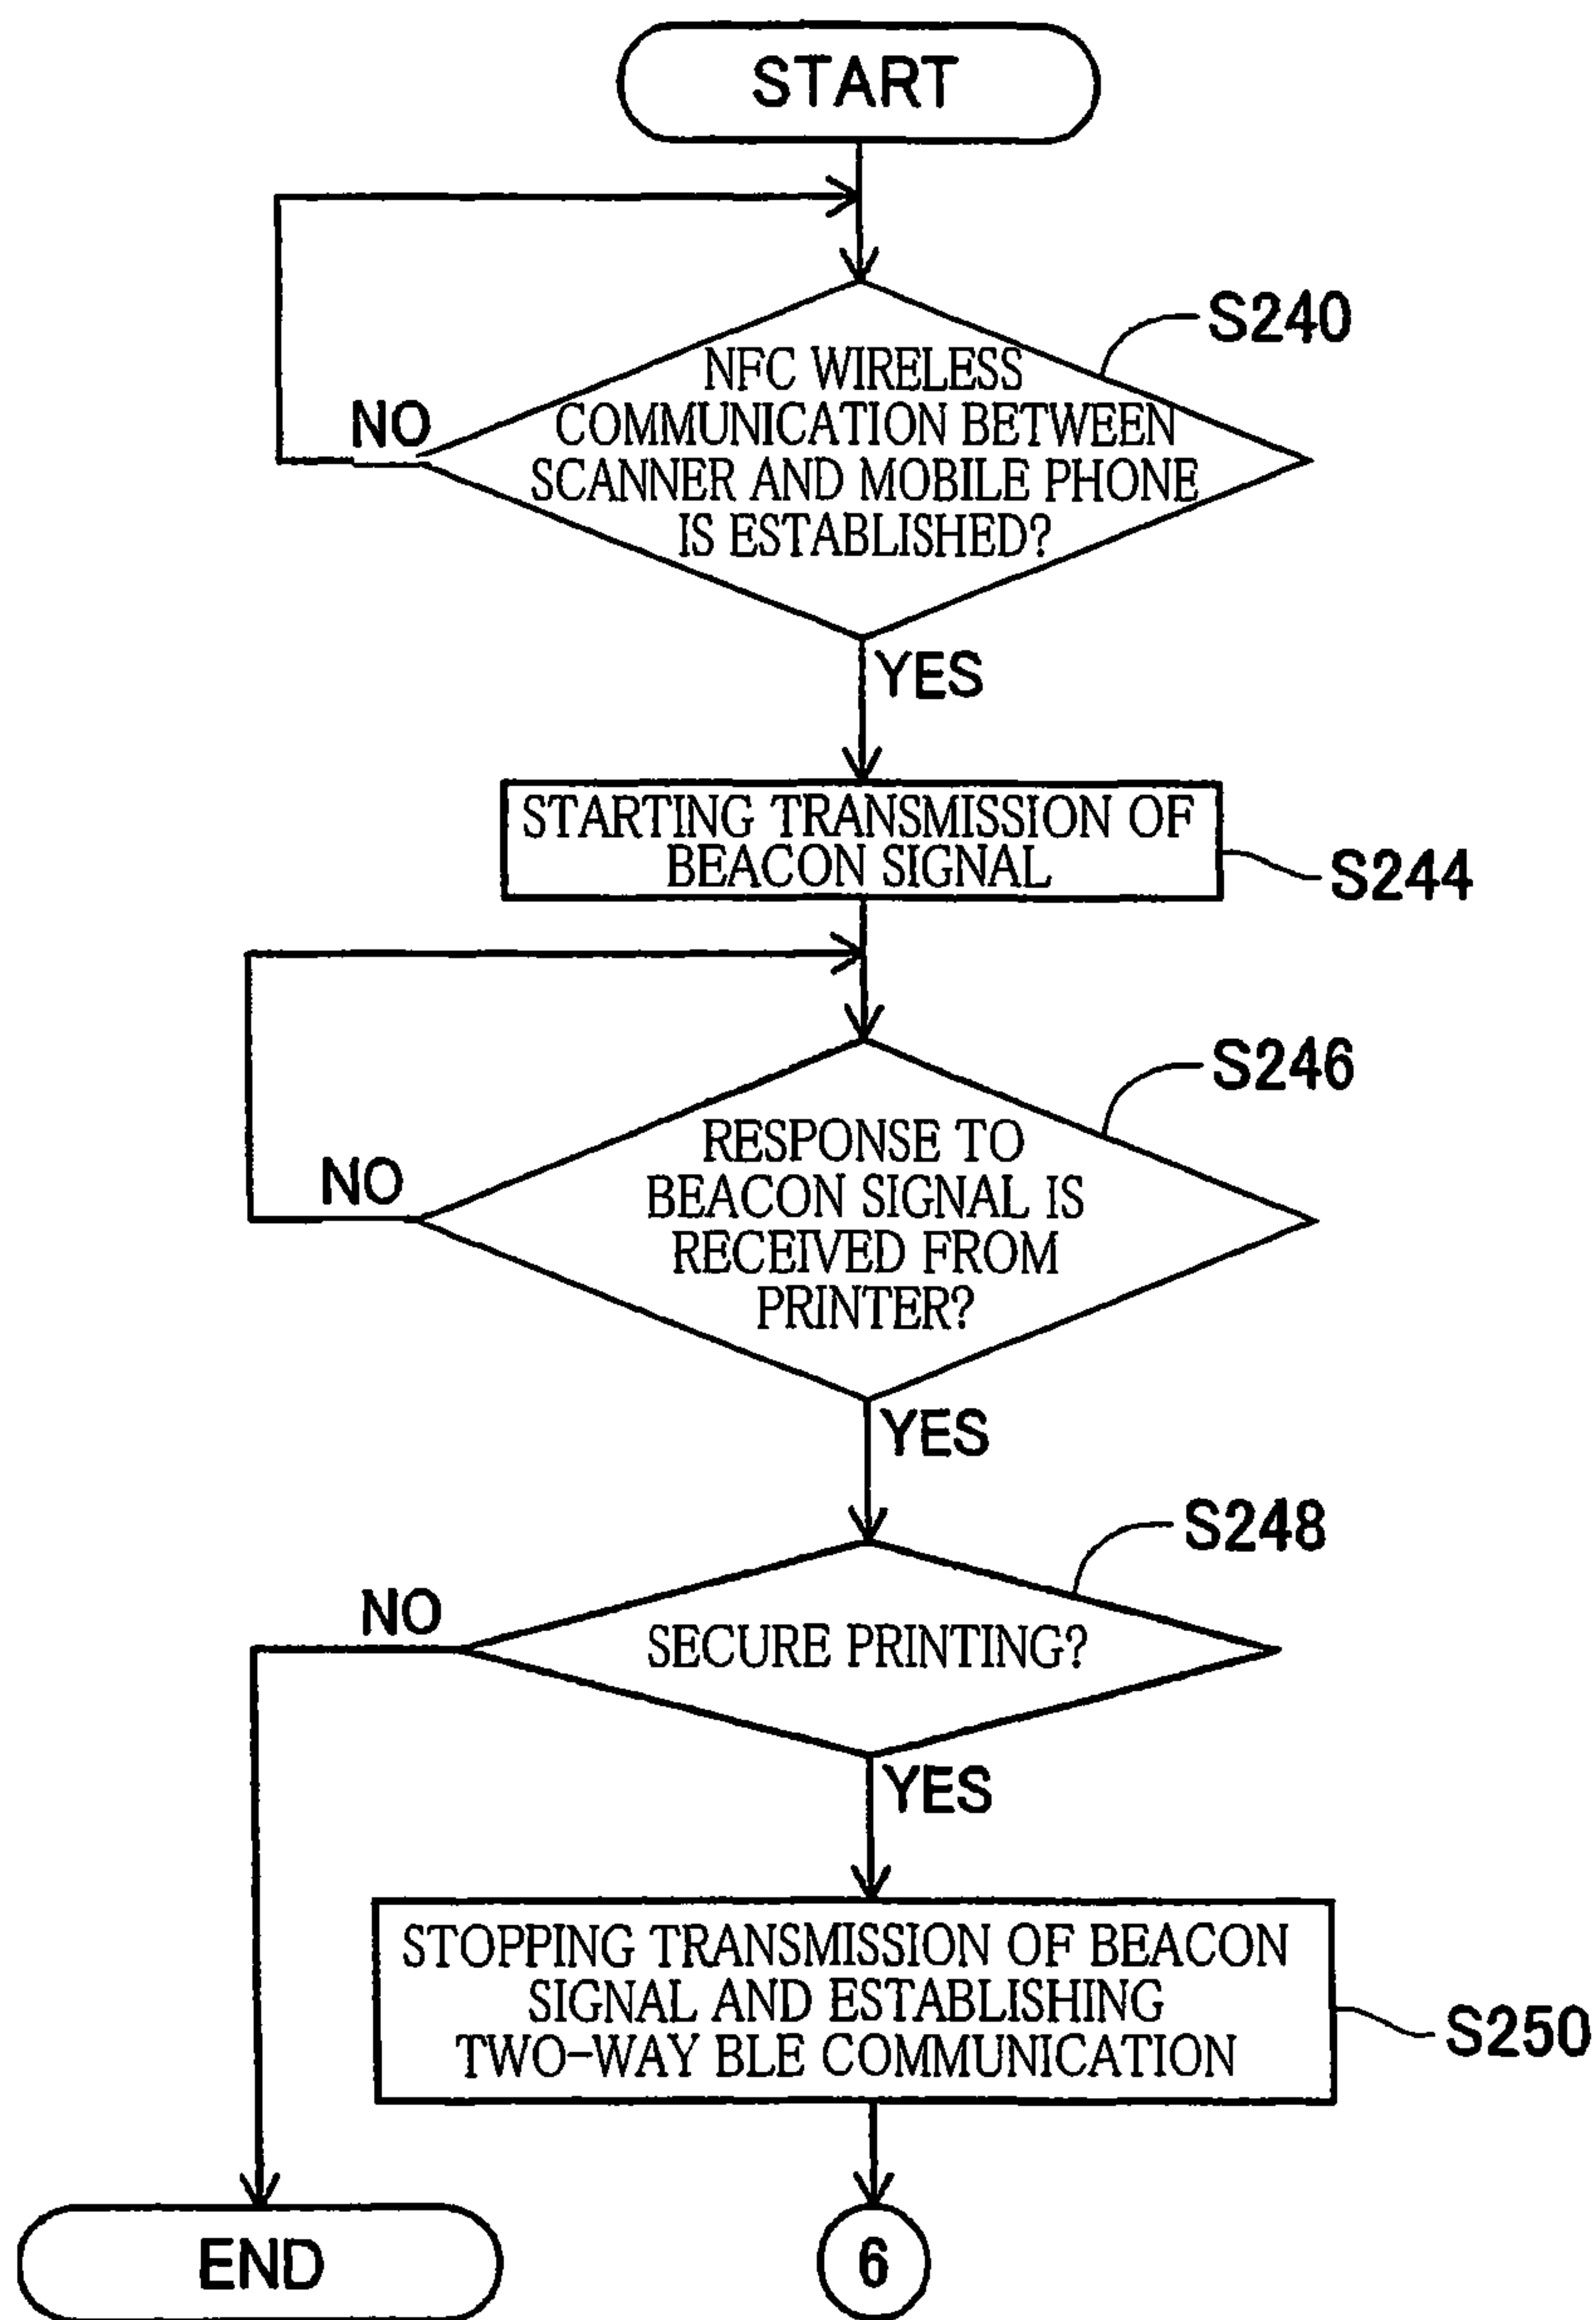 START
S240
NFC WIRELESS
COMMUNICATION BETWEEN
SCANNER AND MOBILE PHONE
IS ESTABLISHED?
NO
YES
STARTING TRANSMISSION OF
BEACON SIGNAL
S244
S246
RESPONSE TO
BEACON SIGNAL IS
RECEIVED FROM
PRINTER?
NO
YES
S248
NO
SECURE PRINTING?
YES
STOPPING TRANSMISSION OF BEACON
SIGNAL AND ESTABLISHING
TWO-WAY BLE COMMUNICATION
S250
END
6